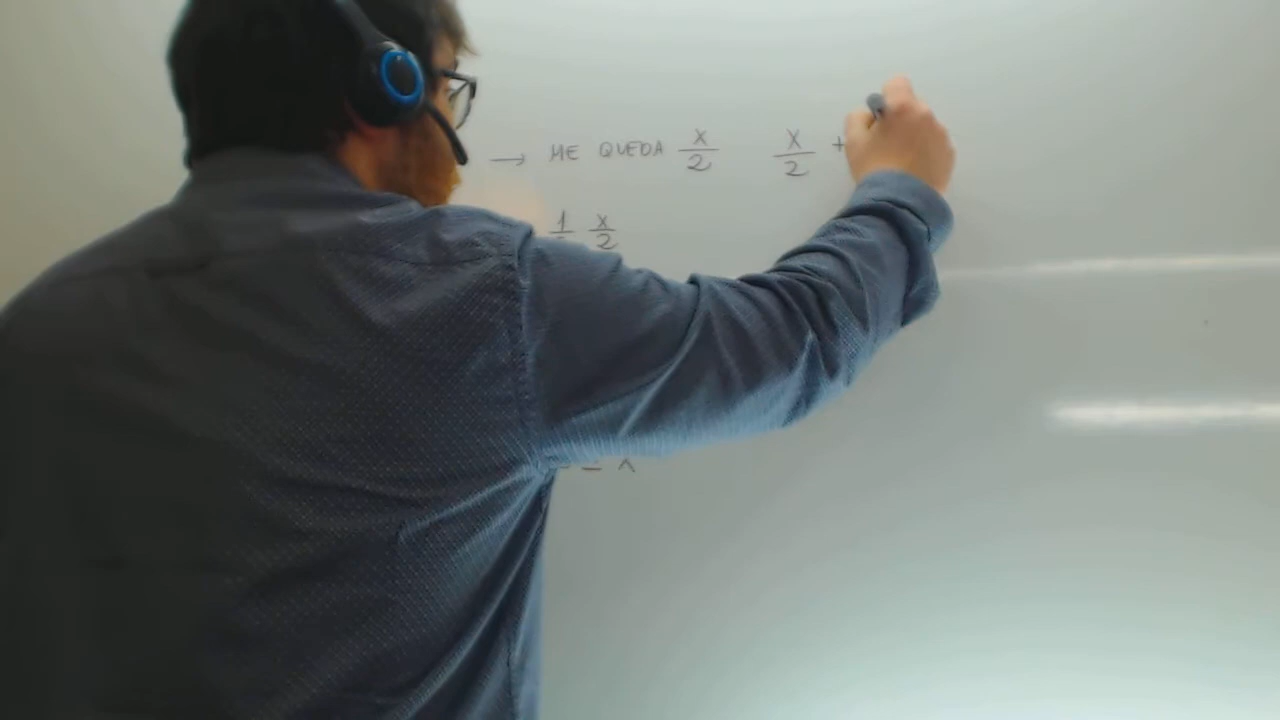 → ME QUEDA x/2 x/2 +
1 x/2
= x